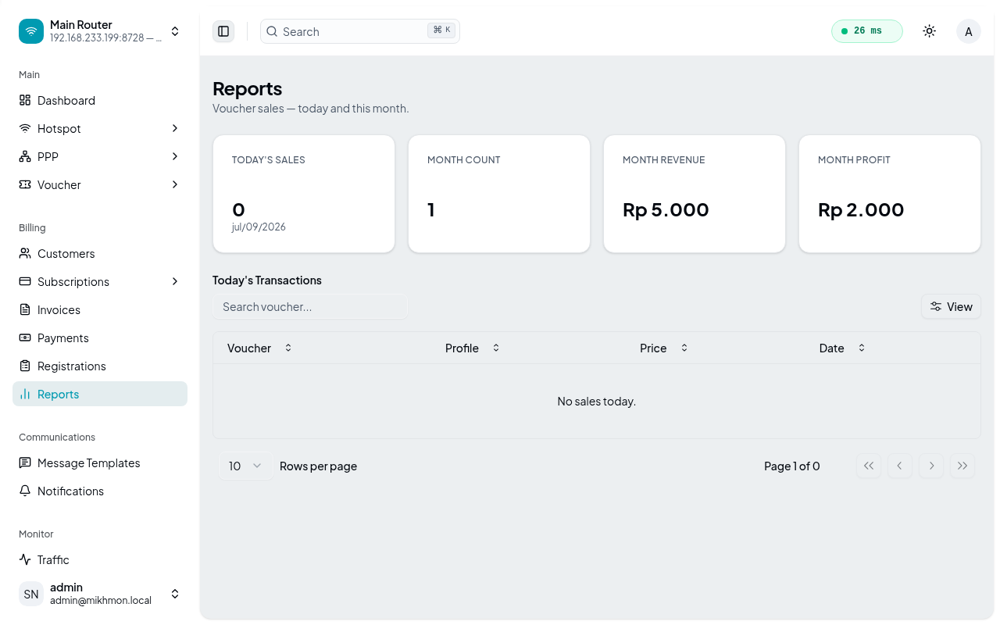 Main Router
192.168.233.199:8728 — ...
Main
Dashboard
Hotspot
PPP
Voucher
Billing
Customers
Subscriptions
Invoices
Payments
Registrations
Reports
Communications
Message Templates
Notifications
Monitor
Traffic
SN
admin
admin@mikhmon.local
Search
⌘ K
26 ms
A
Reports
Voucher sales — today and this month.
TODAY'S SALES
0
jul/09/2026
MONTH COUNT
1
MONTH REVENUE
Rp 5.000
MONTH PROFIT
Rp 2.000
Today's Transactions
Search voucher...
View
Voucher Profile Price Date
No sales today.
10 Rows per page
Page 1 of 0